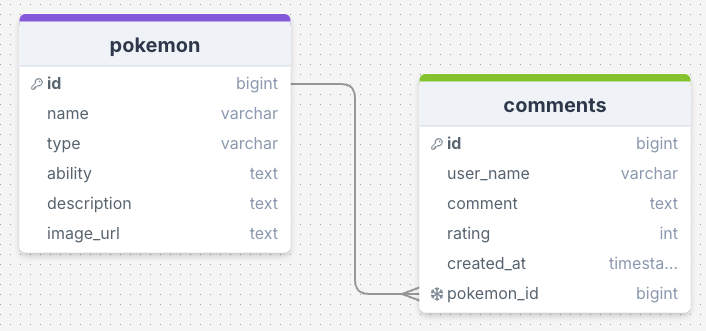 pokemon
id bigint
name varchar
type varchar
ability text
description text
image_url text
comments
id bigint
user_name varchar
comment text
rating int
created_at timesta...
pokemon_id bigint